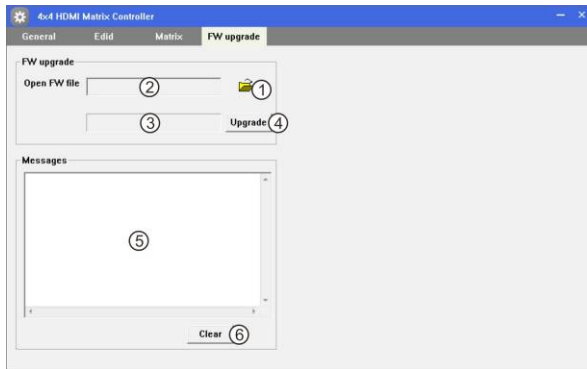 4x4 HDMI Matrix Controller
General Edid Matrix FW upgrade
FW upgrade
Open FW file ② ①
③ Upgrade ④
Messages
⑤
Clear ⑥